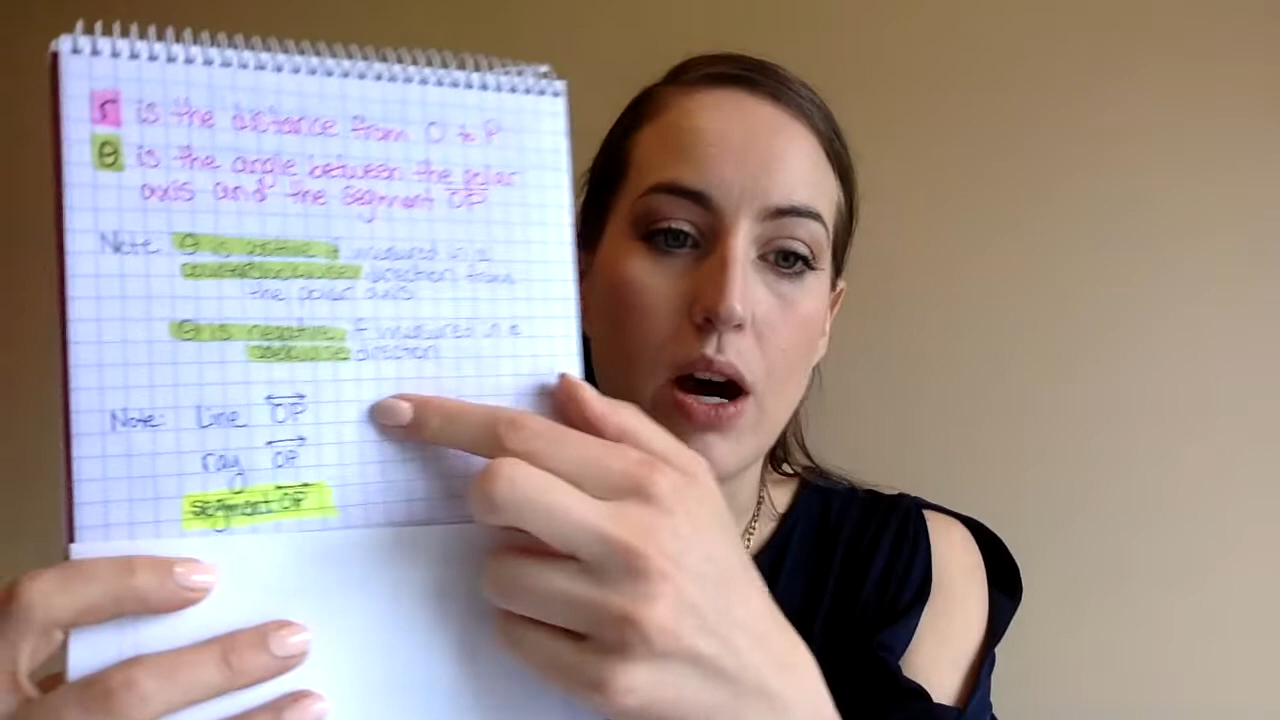 r is the distance from O to P
θ is the angle between the polar
axis and the segment OP
Note: θ is positive if measured in a
counterclockwise direction from
the polar axis
θ is negative if measured in a
clockwise direction
Note: Line OP
ray OP
segment OP